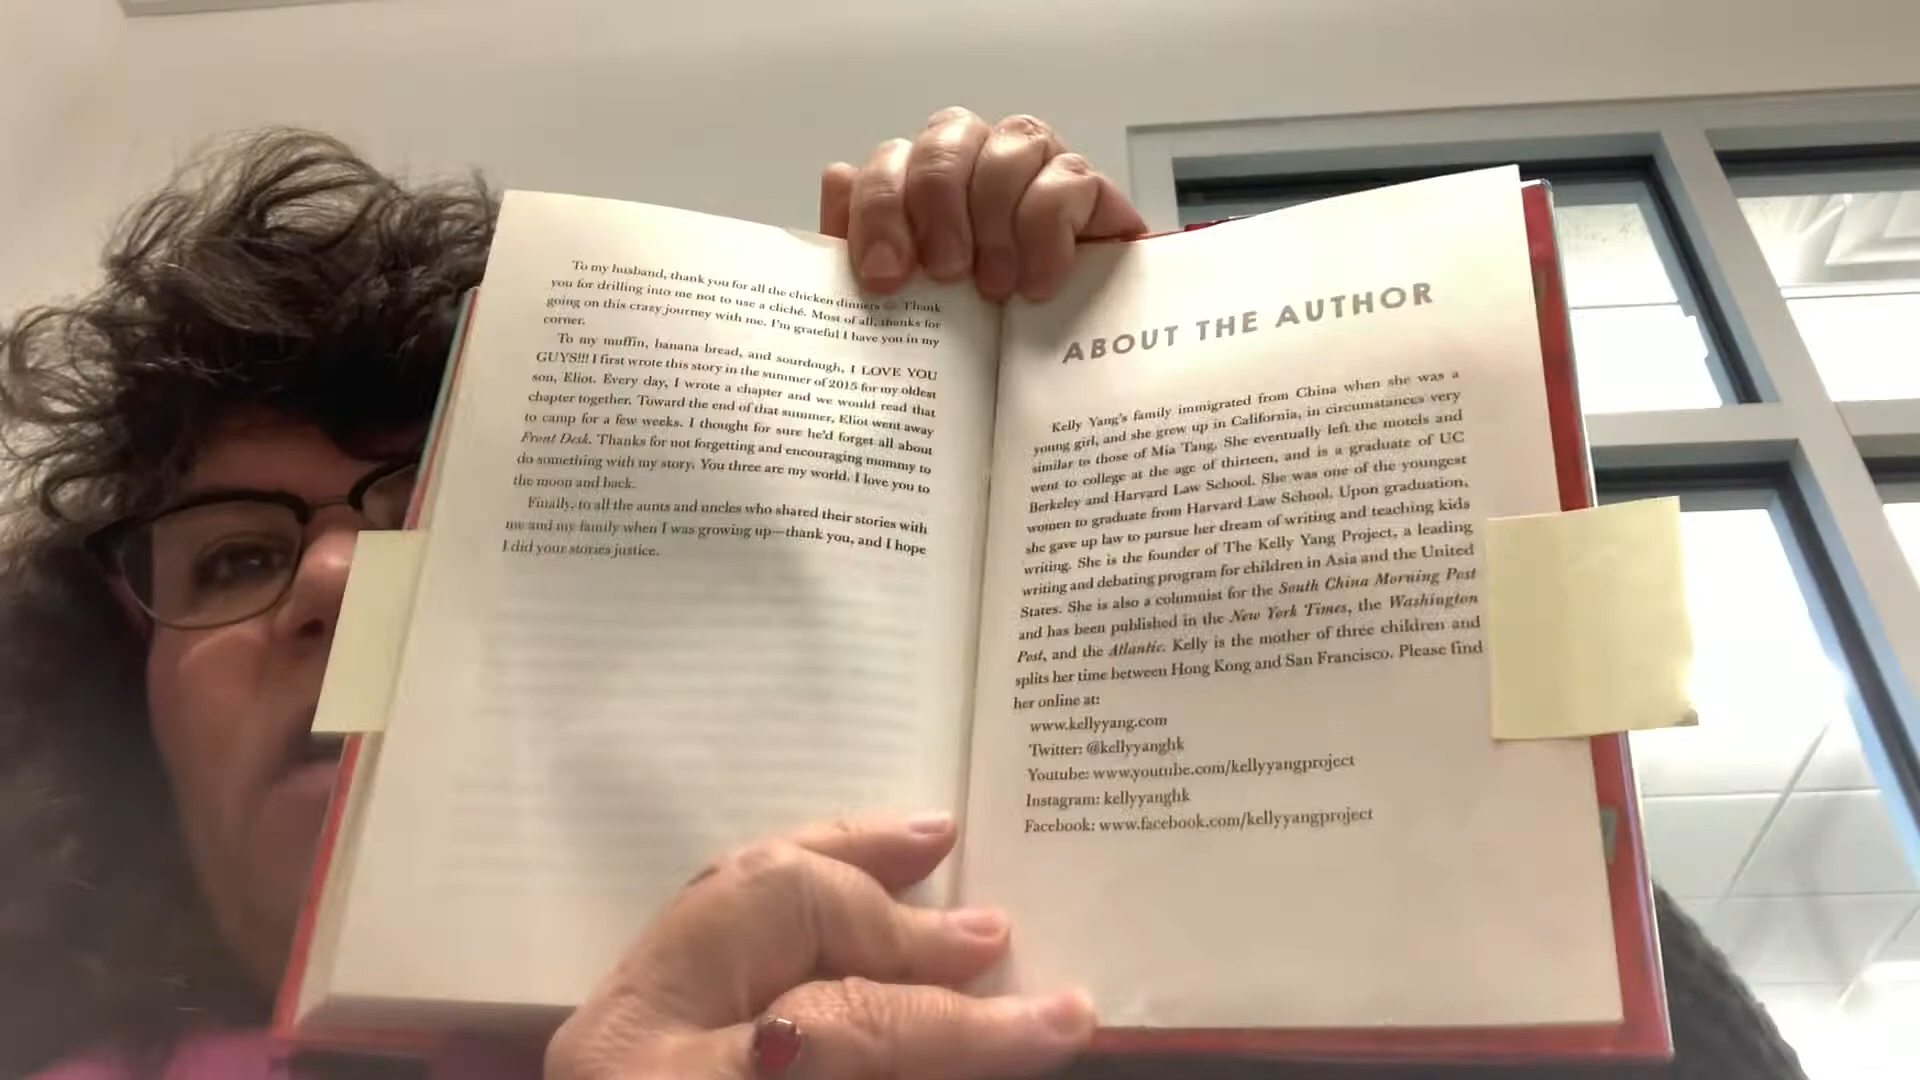 To my husband, thank you for all the chicken dinners ☺ Thank
you for drilling into me not to use a cliché. Most of all, thanks for
going on this crazy journey with me. I'm grateful I have you in my
corner.
To my muffin, banana bread, and sourdough, I LOVE YOU
GUYS!!! I first wrote this story in the summer of 2015 for my oldest
son, Eliot. Every day, I wrote a chapter and we would read that
chapter together. Toward the end of that summer, Eliot went away
to camp for a few weeks. I thought for sure he'd forget all about
Front Desk. Thanks for not forgetting and encouraging mommy to
do something with my story. You three are my world. I love you to
the moon and back.
Finally, to all the aunts and uncles who shared their stories with
me and my family when I was growing up—thank you, and I hope
I did your stories justice.
ABOUT THE AUTHOR
Kelly Yang's family immigrated from China when she was a
young girl, and she grew up in California, in circumstances very
similar to those of Mia Tang. She eventually left the motels and
went to college at the age of thirteen, and is a graduate of UC
Berkeley and Harvard Law School. She was one of the youngest
women to graduate from Harvard Law School. Upon graduation,
she gave up law to pursue her dream of writing and teaching kids
writing. She is the founder of The Kelly Yang Project, a leading
writing and debating program for children in Asia and the United
States. She is also a columnist for the South China Morning Post
and has been published in the New York Times, the Washington
Post, and the Atlantic. Kelly is the mother of three children and
splits her time between Hong Kong and San Francisco. Please find
her online at:
www.kellyyang.com
Twitter: @kellyyanghk
Youtube: www.youtube.com/kellyyangproject
Instagram: kellyyanghk
Facebook: www.facebook.com/kellyyangproject